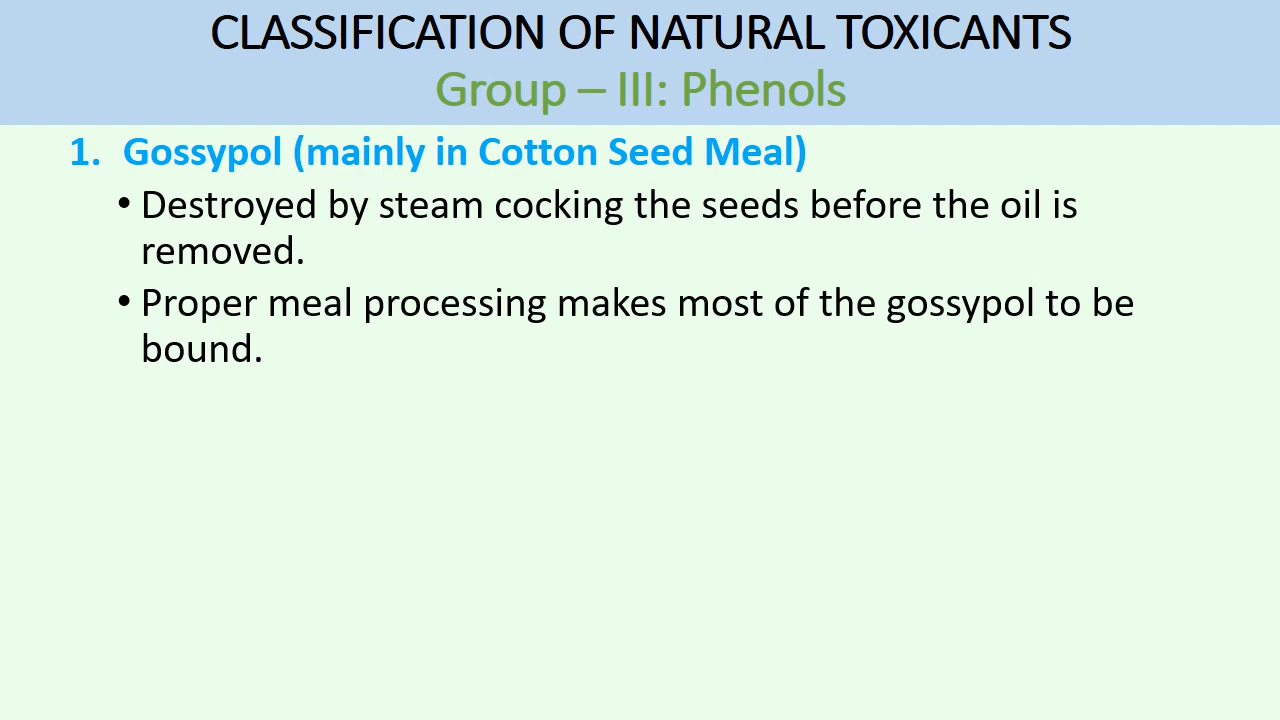 CLASSIFICATION OF NATURAL TOXICANTS
Group – III: Phenols
1. Gossypol (mainly in Cotton Seed Meal)
• Destroyed by steam cocking the seeds before the oil is
removed.
• Proper meal processing makes most of the gossypol to be
bound.